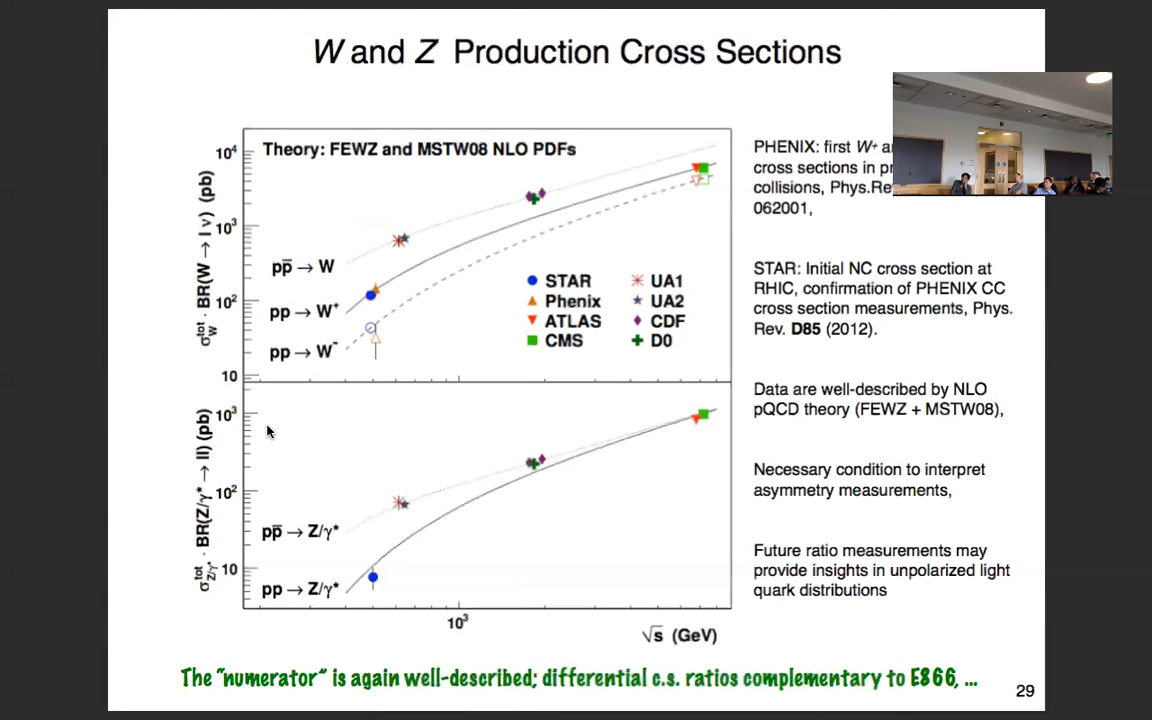 W and Z Production Cross Sections
Theory: FEWZ and MSTW08 NLO PDFs
σ_W^tot · BR(W → l ν) (pb)
10⁴
10³
10²
10
pp̄ → W
pp → W⁺
pp → W⁻
STAR
Phenix
ATLAS
CMS
UA1
UA2
CDF
D0
σ_Z/γ*^tot · BR(Z/γ* → ll) (pb)
10³
10²
10
pp̄ → Z/γ*
pp → Z/γ*
10³
√s (GeV)
PHENIX: first W+
cross sections in
collisions, Phys.
062001,
STAR: Initial NC cross section at
RHIC, confirmation of PHENIX CC
cross section measurements, Phys.
Rev. D85 (2012).
Data are well-described by NLO
pQCD theory (FEWZ + MSTW08),
Necessary condition to interpret
asymmetry measurements,
Future ratio measurements may
provide insights in unpolarized light
quark distributions
The "numerator" is again well-described; differential c.s. ratios complementary to E866, ...
29